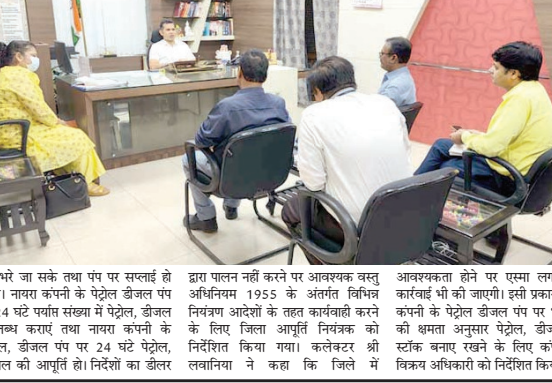 भरे जा सके तथा पंप पर सप्लाई हो
। नायरा कंपनी के पेट्रोल डीजल पंप
24 घंटे पर्याप्त संख्या में पेट्रोल, डीजल
लब्ध कराएं तथा नायरा कंपनी के
ल, डीजल पंप पर 24 घंटे पेट्रोल,
ल की आपूर्ति हो। निर्देशों का डीलर
द्वारा पालन नहीं करने पर आवश्यक वस्तु
अधिनियम 1955 के अंतर्गत विभिन्न
नियंत्रण आदेशों के तहत कार्यवाही करने
के लिए जिला आपूर्ति नियंत्रक को
निर्देशित किया गया। कलेक्टर श्री
लवानिया ने कहा कि जिले में
आवश्यकता होने पर एस्मा लग
कार्रवाई भी की जाएगी। इसी प्रका
कंपनी के पेट्रोल डीजल पंप पर
की क्षमता अनुसार पेट्रोल, डीज
स्टॉक बनाए रखने के लिए कं
विक्रय अधिकारी को निर्देशित कि